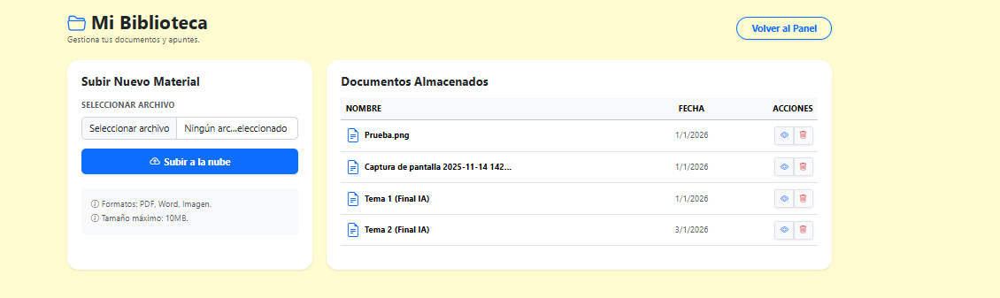 Mi Biblioteca
Gestiona tus documentos y apuntes.
Volver al Panel
Subir Nuevo Material
SELECCIONAR ARCHIVO
Seleccionar archivo Ningún arc...eleccionado
Subir a la nube
Formatos: PDF, Word, Imagen.
Tamaño máximo: 10MB.
Documentos Almacenados
NOMBRE FECHA ACCIONES
Prueba.png 1/1/2026
Captura de pantalla 2025-11-14 142... 1/1/2026
Tema 1 (Final IA) 1/1/2026
Tema 2 (Final IA) 3/1/2026